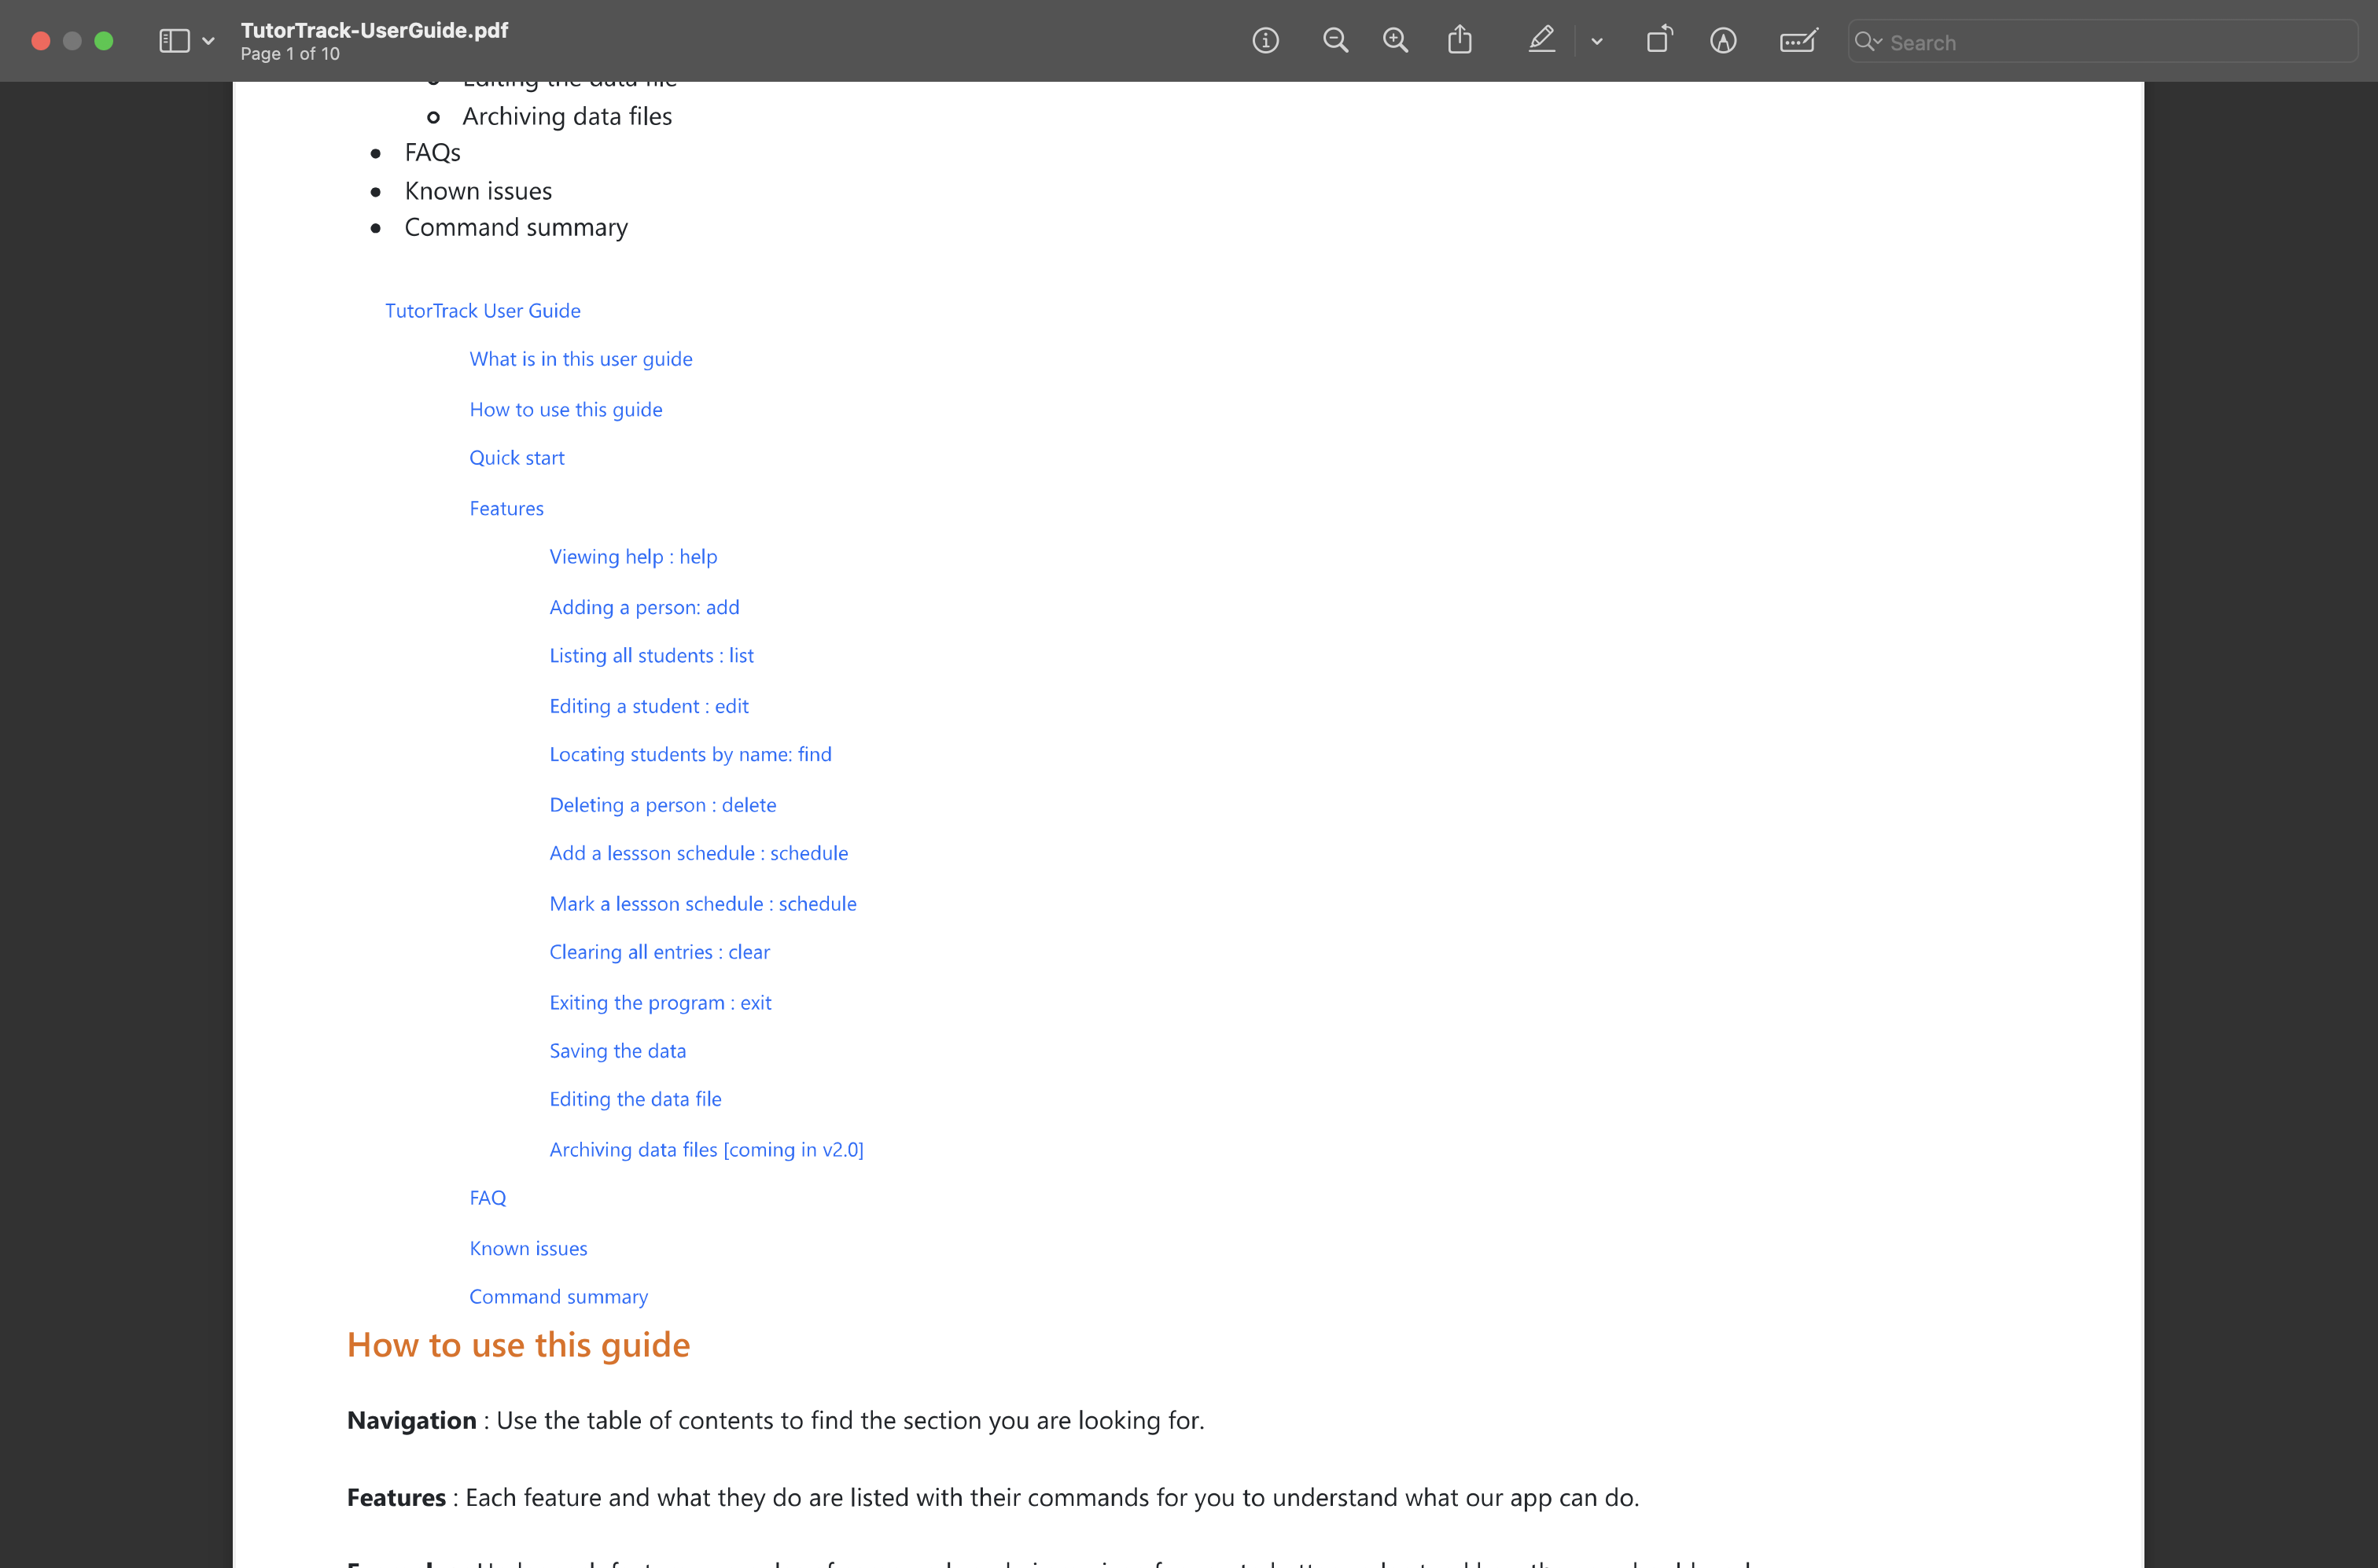 TutorTrack-UserGuide.pdf
Page 1 of 10
Search
Editing the data file
Archiving data files
FAQs
Known issues
Command summary
TutorTrack User Guide
What is in this user guide
How to use this guide
Quick start
Features
Viewing help : help
Adding a person: add
Listing all students : list
Editing a student : edit
Locating students by name: find
Deleting a person : delete
Add a lessson schedule : schedule
Mark a lessson schedule : schedule
Clearing all entries : clear
Exiting the program : exit
Saving the data
Editing the data file
Archiving data files [coming in v2.0]
FAQ
Known issues
Command summary
How to use this guide
Navigation : Use the table of contents to find the section you are looking for.
Features : Each feature and what they do are listed with their commands for you to understand what our app can do.